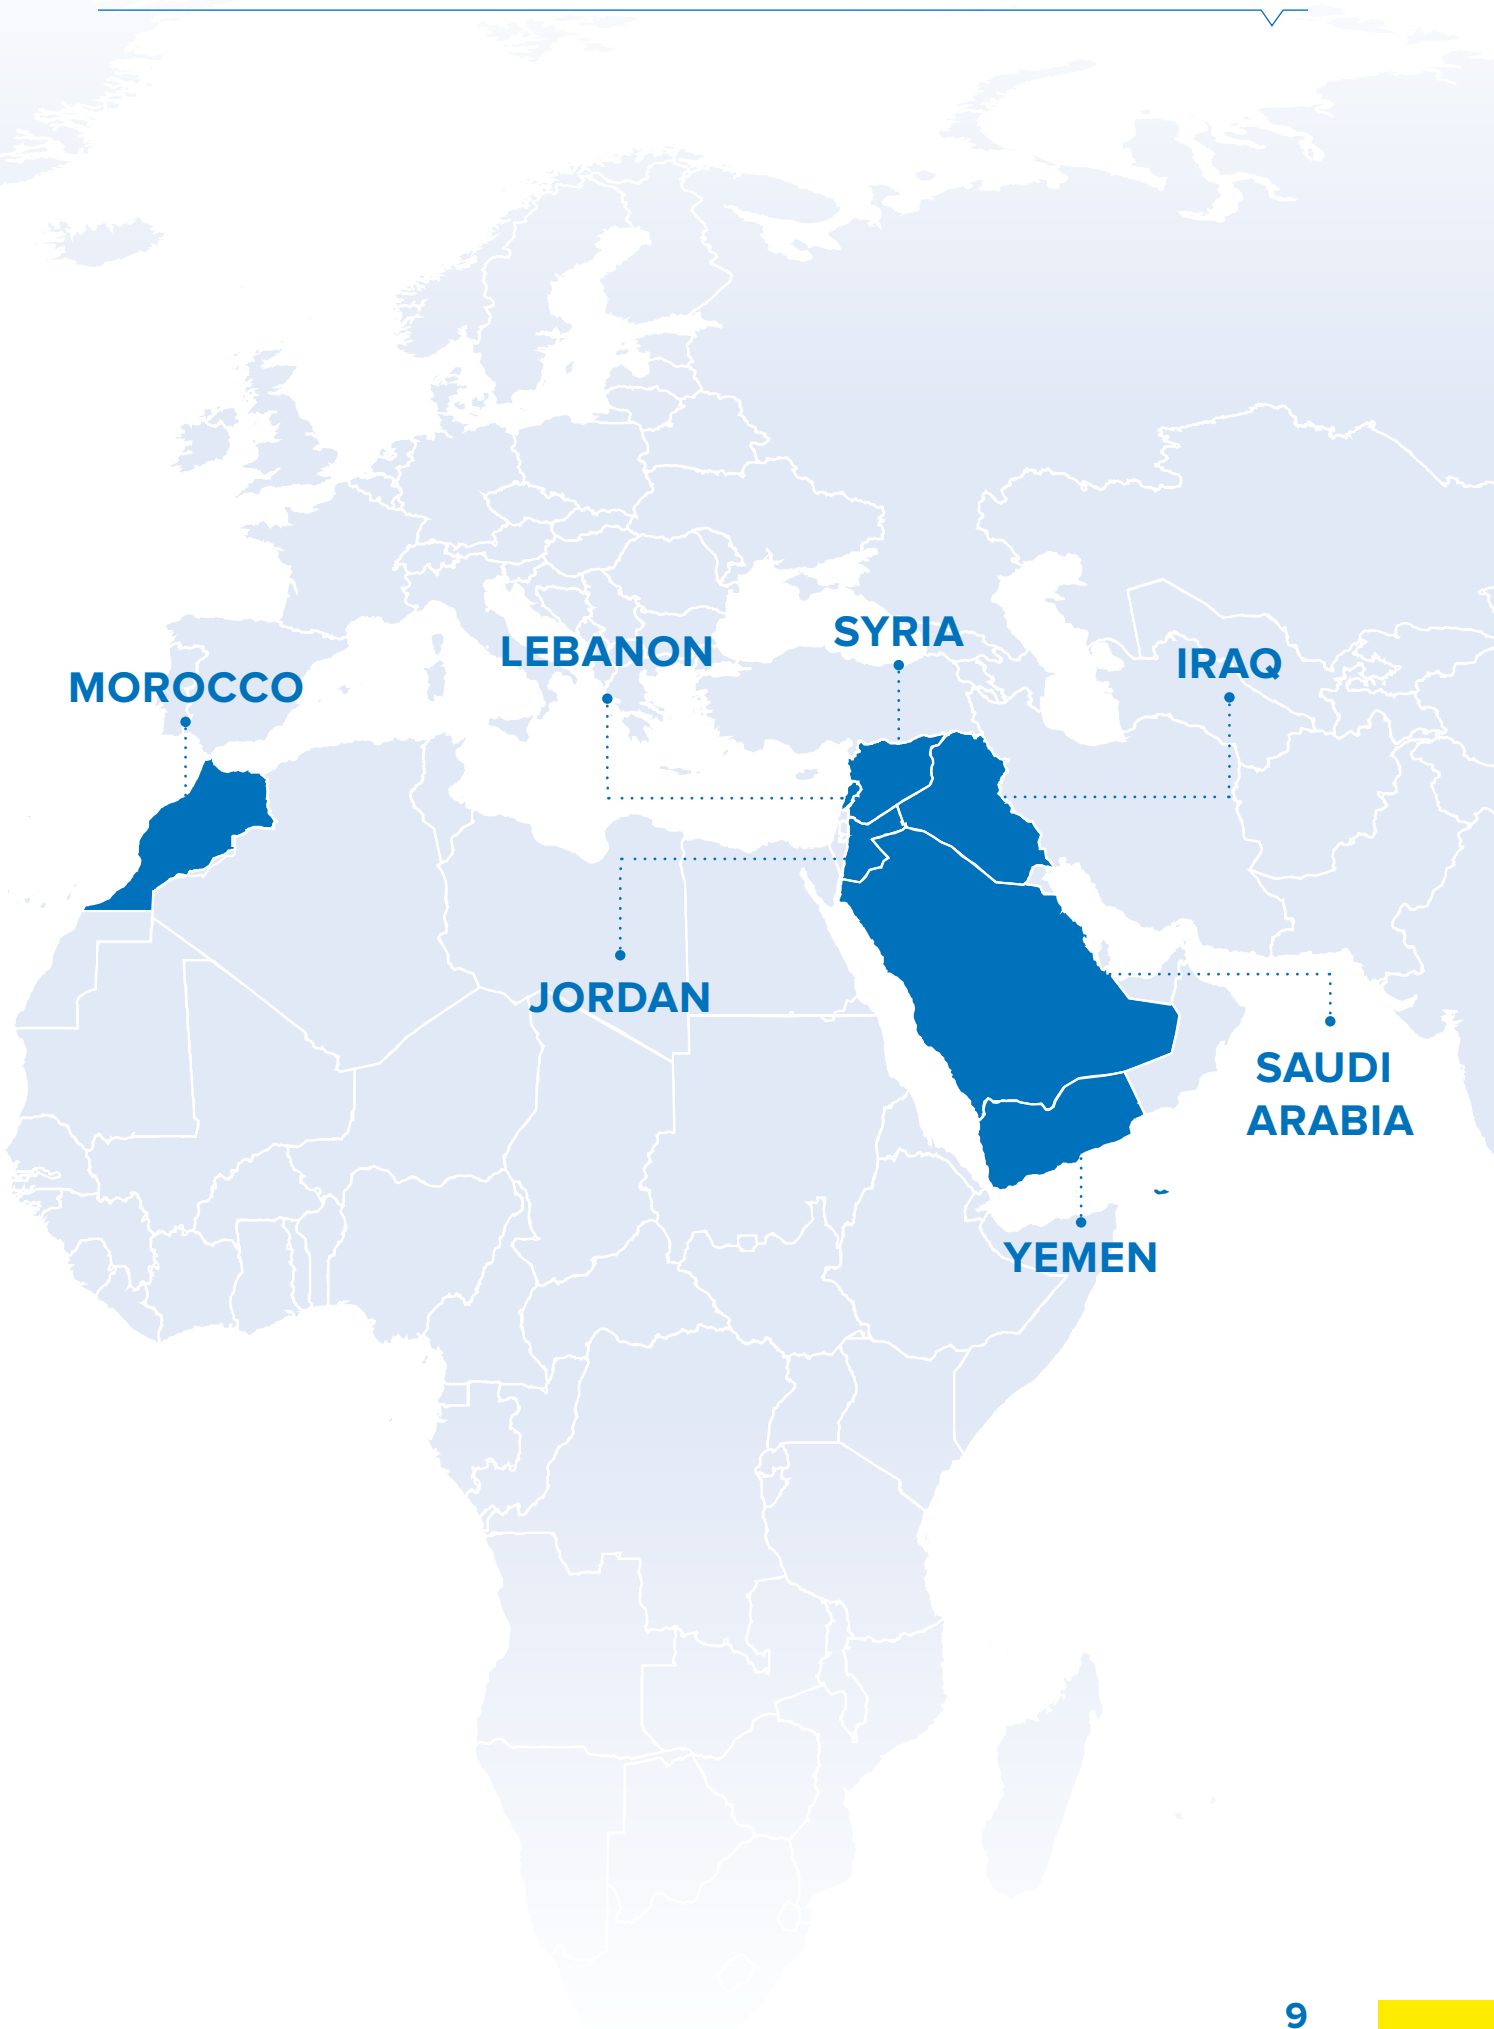 SYRIA
LEBANON
IRAQ
MOROCCO
JORDAN
SAUDI
ARABIA
YEMEN
9